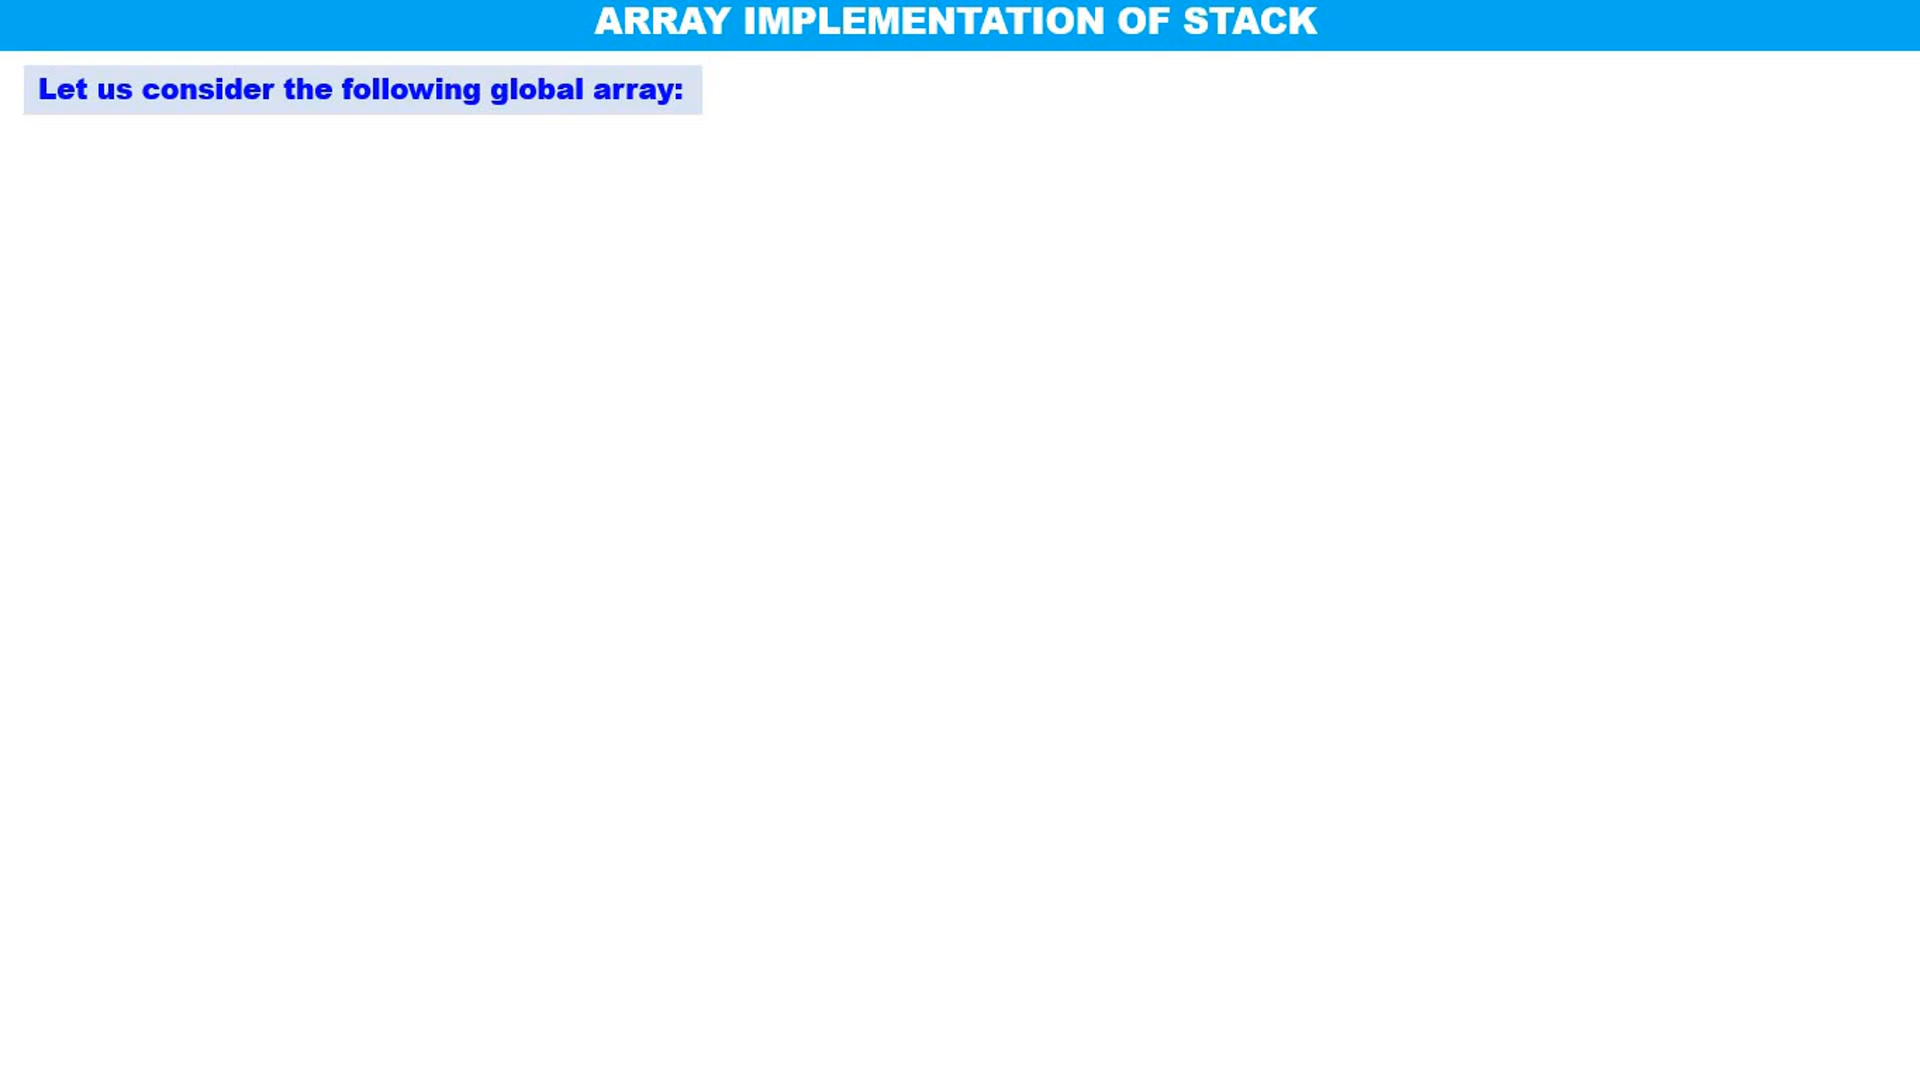 ARRAY IMPLEMENTATION OF STACK
Let us consider the following global array: